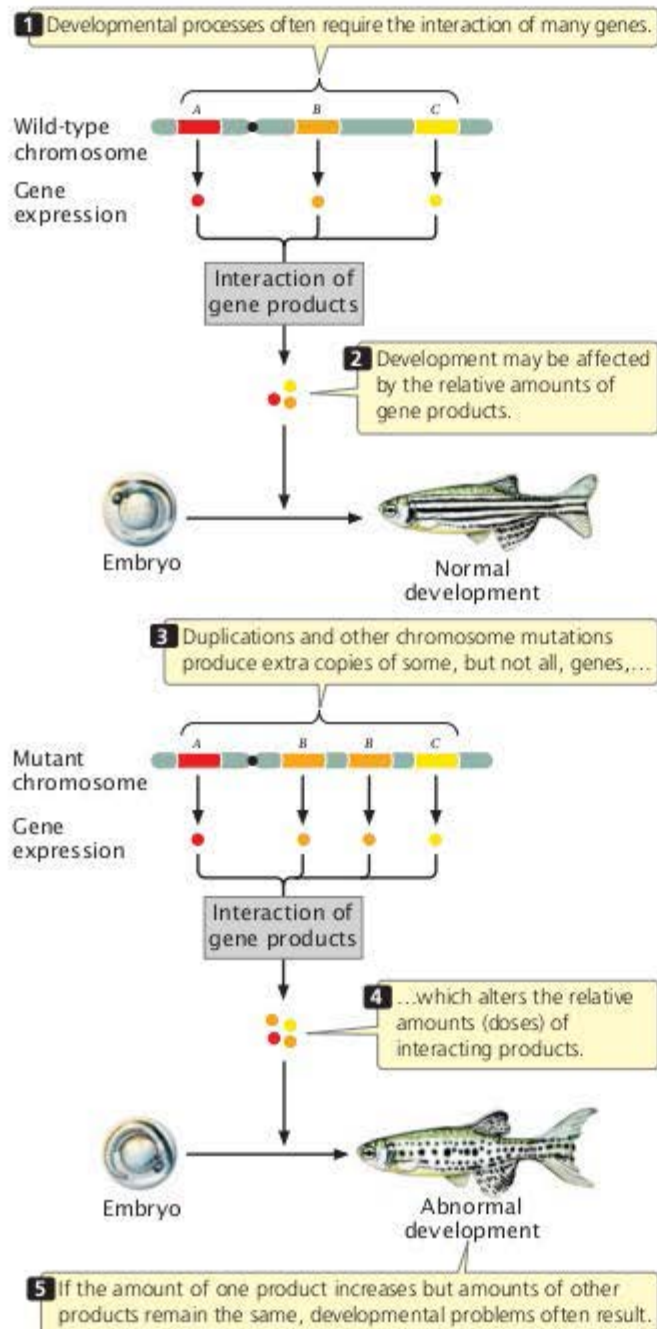 1 Developmental processes often require the interaction of many genes.
A B C
Wild-type
chromosome
Gene
expression
Interaction of
gene products
2 Development may be affected
by the relative amounts of
gene products.
Embryo
Normal
development
3 Duplications and other chromosome mutations
produce extra copies of some, but not all, genes,…
A B B C
Mutant
chromosome
Gene
expression
Interaction of
gene products
4 …which alters the relative
amounts (doses) of
interacting products.
Embryo
Abnormal
development
5 If the amount of one product increases but amounts of other
products remain the same, developmental problems often result.